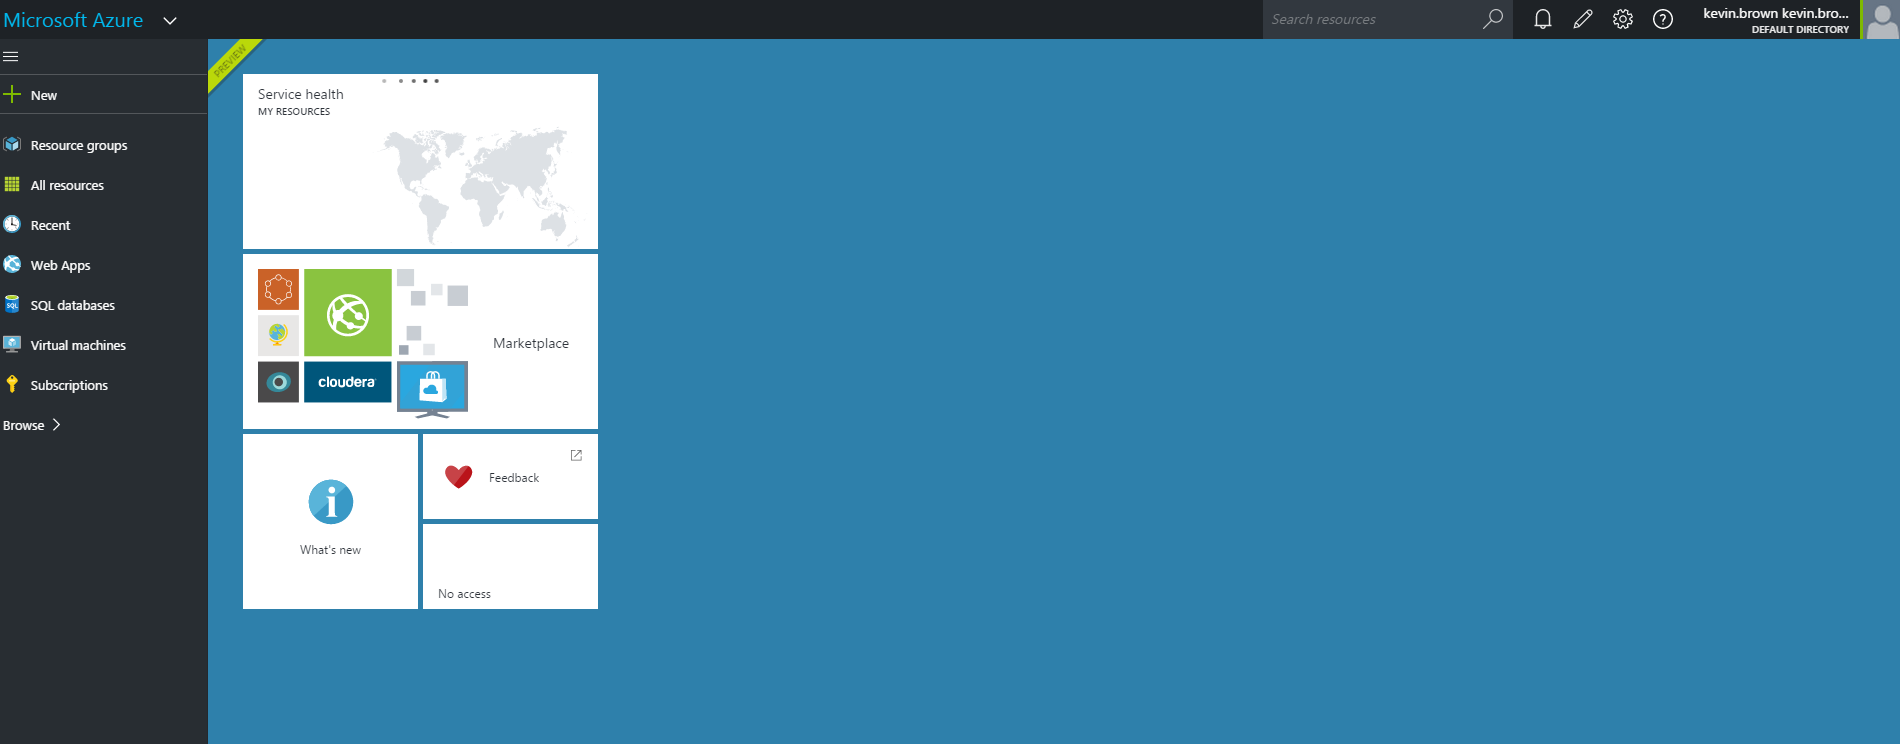 Microsoft Azure
Search resources
kevin.brown kevin.bro...
DEFAULT DIRECTORY
New
Resource groups
All resources
Recent
Web Apps
SQL databases
SQL
Virtual machines
Subscriptions
Browse
PREVIEW
Service health
MY RESOURCES
cloudera
Marketplace
What's new
Feedback
No access